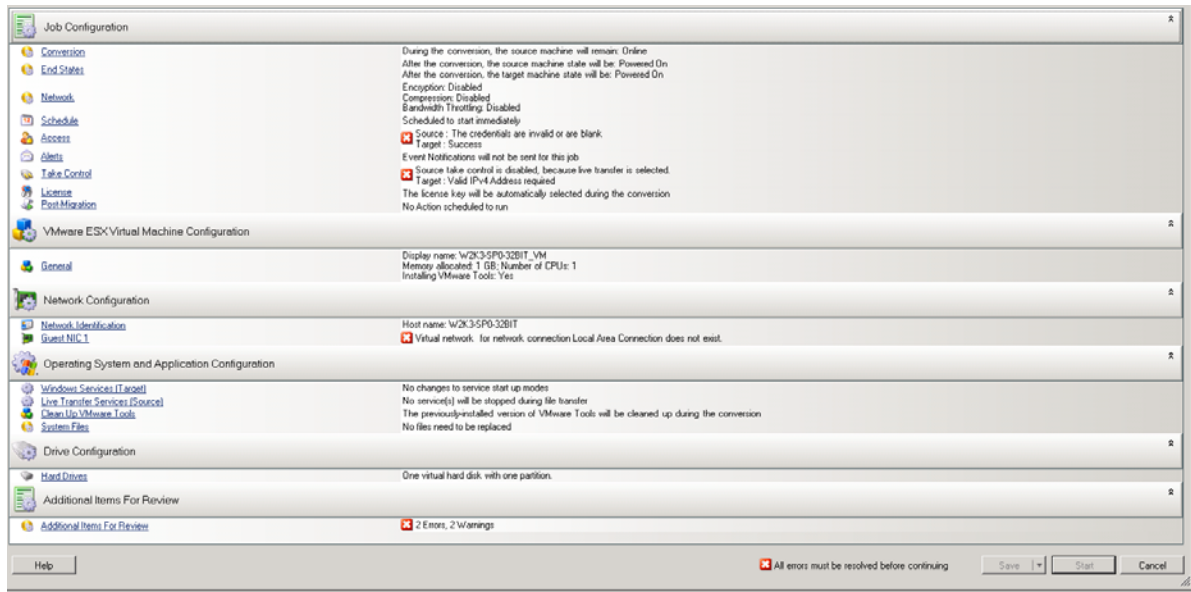 Job Configuration
Conversion
During the conversion, the source machine will remain: Online
End States
After the conversion, the source machine state will be: Powered On
After the conversion, the target machine state will be: Powered On
Network
Encryption: Disabled
Compression: Disabled
Bandwidth Throttling: Disabled
Schedule
Scheduled to start immediately
Access
Source : The credentials are invalid or are blank.
Target : Success
Alerts
Event Notifications will not be sent for this job
Take Control
Source take control is disabled, because live transfer is selected.
Target : Valid IPv4 Address required
License
The license key will be automatically selected during the conversion
Post-Migration
No Action scheduled to run
VMware ESX Virtual Machine Configuration
General
Display name: W2K3-SP0-32BIT_VM
Memory allocated: 1 GB; Number of CPUs: 1
Installing VMware Tools: Yes
Network Configuration
Network Identification
Host name: W2K3-SP0-32BIT
Guest NIC 1
Virtual network for network connection Local Area Connection does not exist.
Operating System and Application Configuration
Windows Services (Target)
No changes to service start up modes
Live Transfer Services (Source)
No service(s) will be stopped during file transfer
Clean Up VMware Tools
The previously-installed version of VMware Tools will be cleaned up during the conversion
System Files
No files need to be replaced
Drive Configuration
Hard Drives
One virtual hard disk with one partition.
Additional Items For Review
Additional Items For Review
2 Errors, 2 Warnings
Help
All errors must be resolved before continuing
Save
Start
Cancel